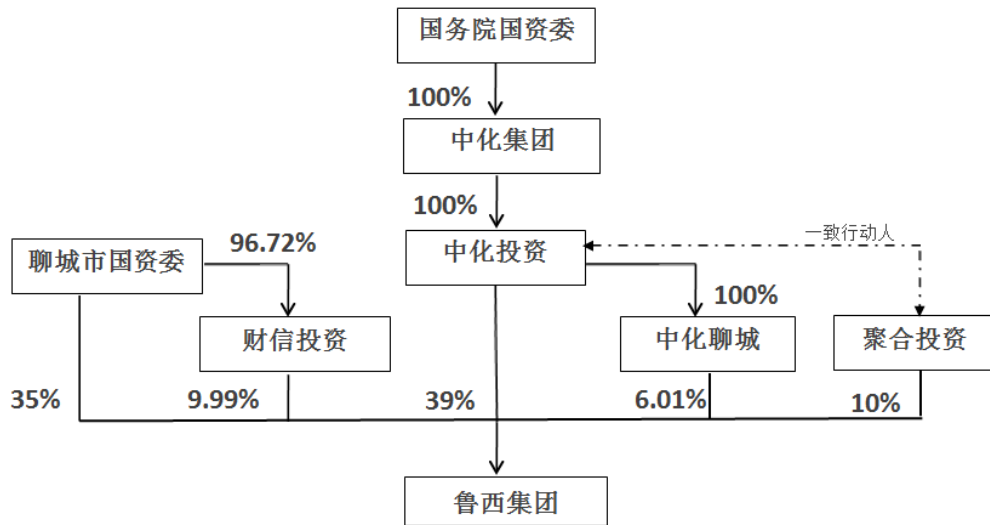 国务院国资委
100%
中化集团
100%
96.72%
中化投资
一致行动人
聊城市国资委
100%
财信投资
中化聊城
聚合投资
35%
9.99%
39%
6.01%
10%
鲁西集团